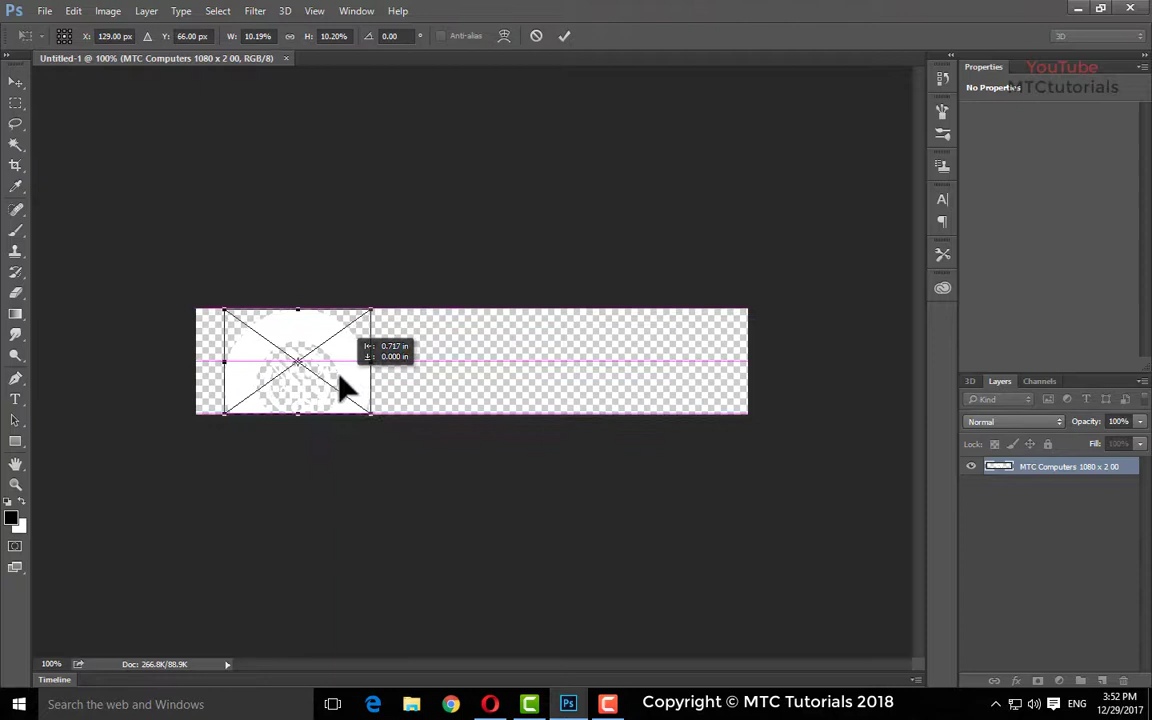 Ps File Edit Image Layer Type Select Filter 3D View Window Help
X: 129.00 px Y: 66.00 px W: 10.19% H: 10.20% 0.00 ° Anti-alias 3D
Untitled-1 @ 100% (MTC Computers 1080 x 2 00, RGB/8) ×
Properties
YouTube
No Properties
MTCtutorials
0.717 in
0.000 in
3D Layers Channels
Kind
Normal Opacity: 100%
Lock: Fill: 100%
MTC Computers 1080 x 2 00
100% Doc: 266.8K/88.9K
Timeline
Search the web and Windows
Copyright © MTC Tutorials 2018
ENG
3:52 PM
12/29/2017